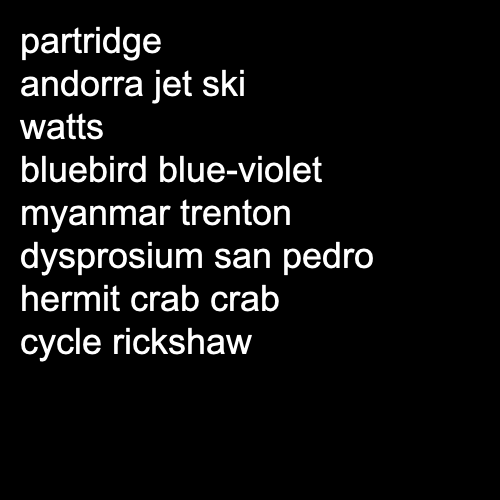 partridge
andorra jet ski
watts
bluebird blue-violet
myanmar trenton
dysprosium san pedro
hermit crab crab
cycle rickshaw